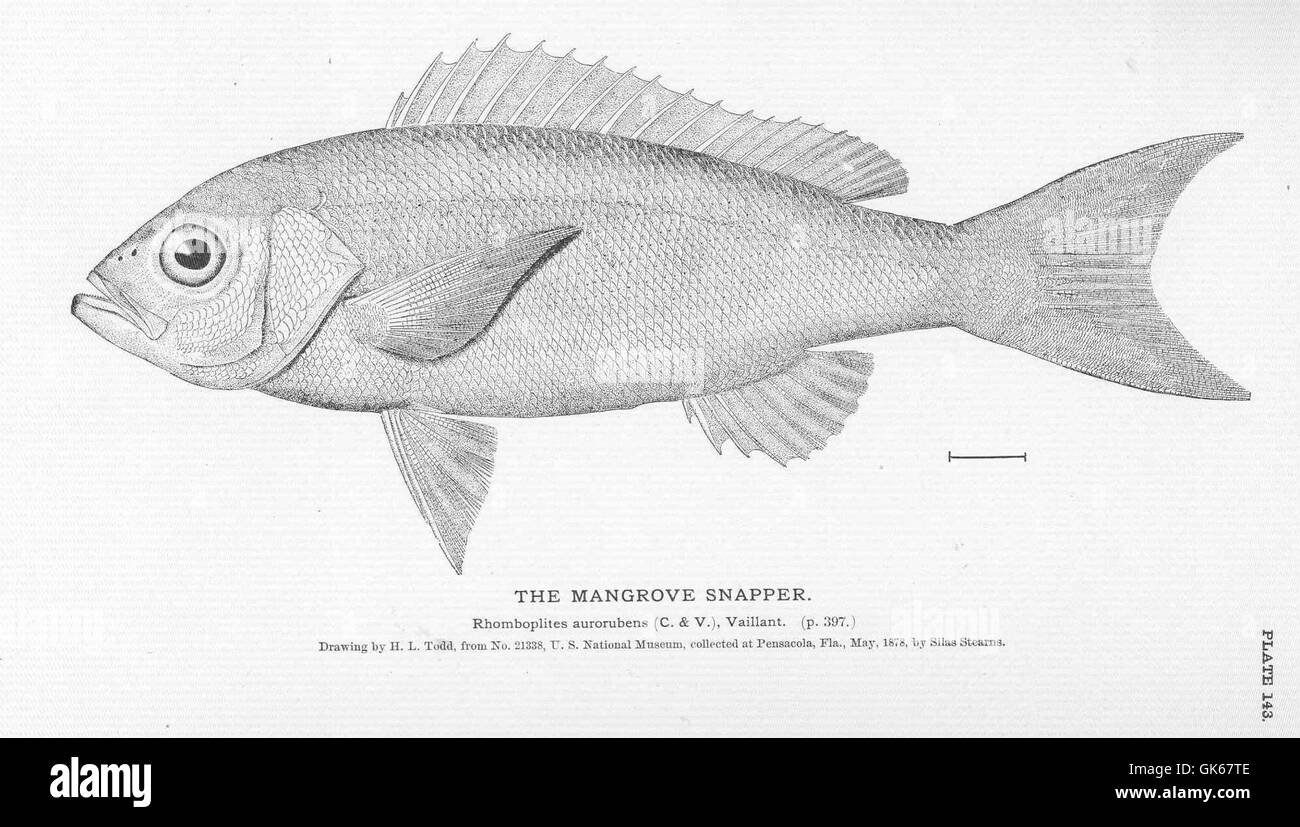 THE MANGROVE SNAPPER.
Rhomboplites aurorubens (C. & V.), Vaillant. (p. 397.)
Drawing by H. L. Todd, from No. 21338, U. S. National Museum, collected at Pensacola, Fla., May, 1878, by Silas Stearns.
PLATE 143.
alamy
Image ID: GK67TE
www.alamy.com